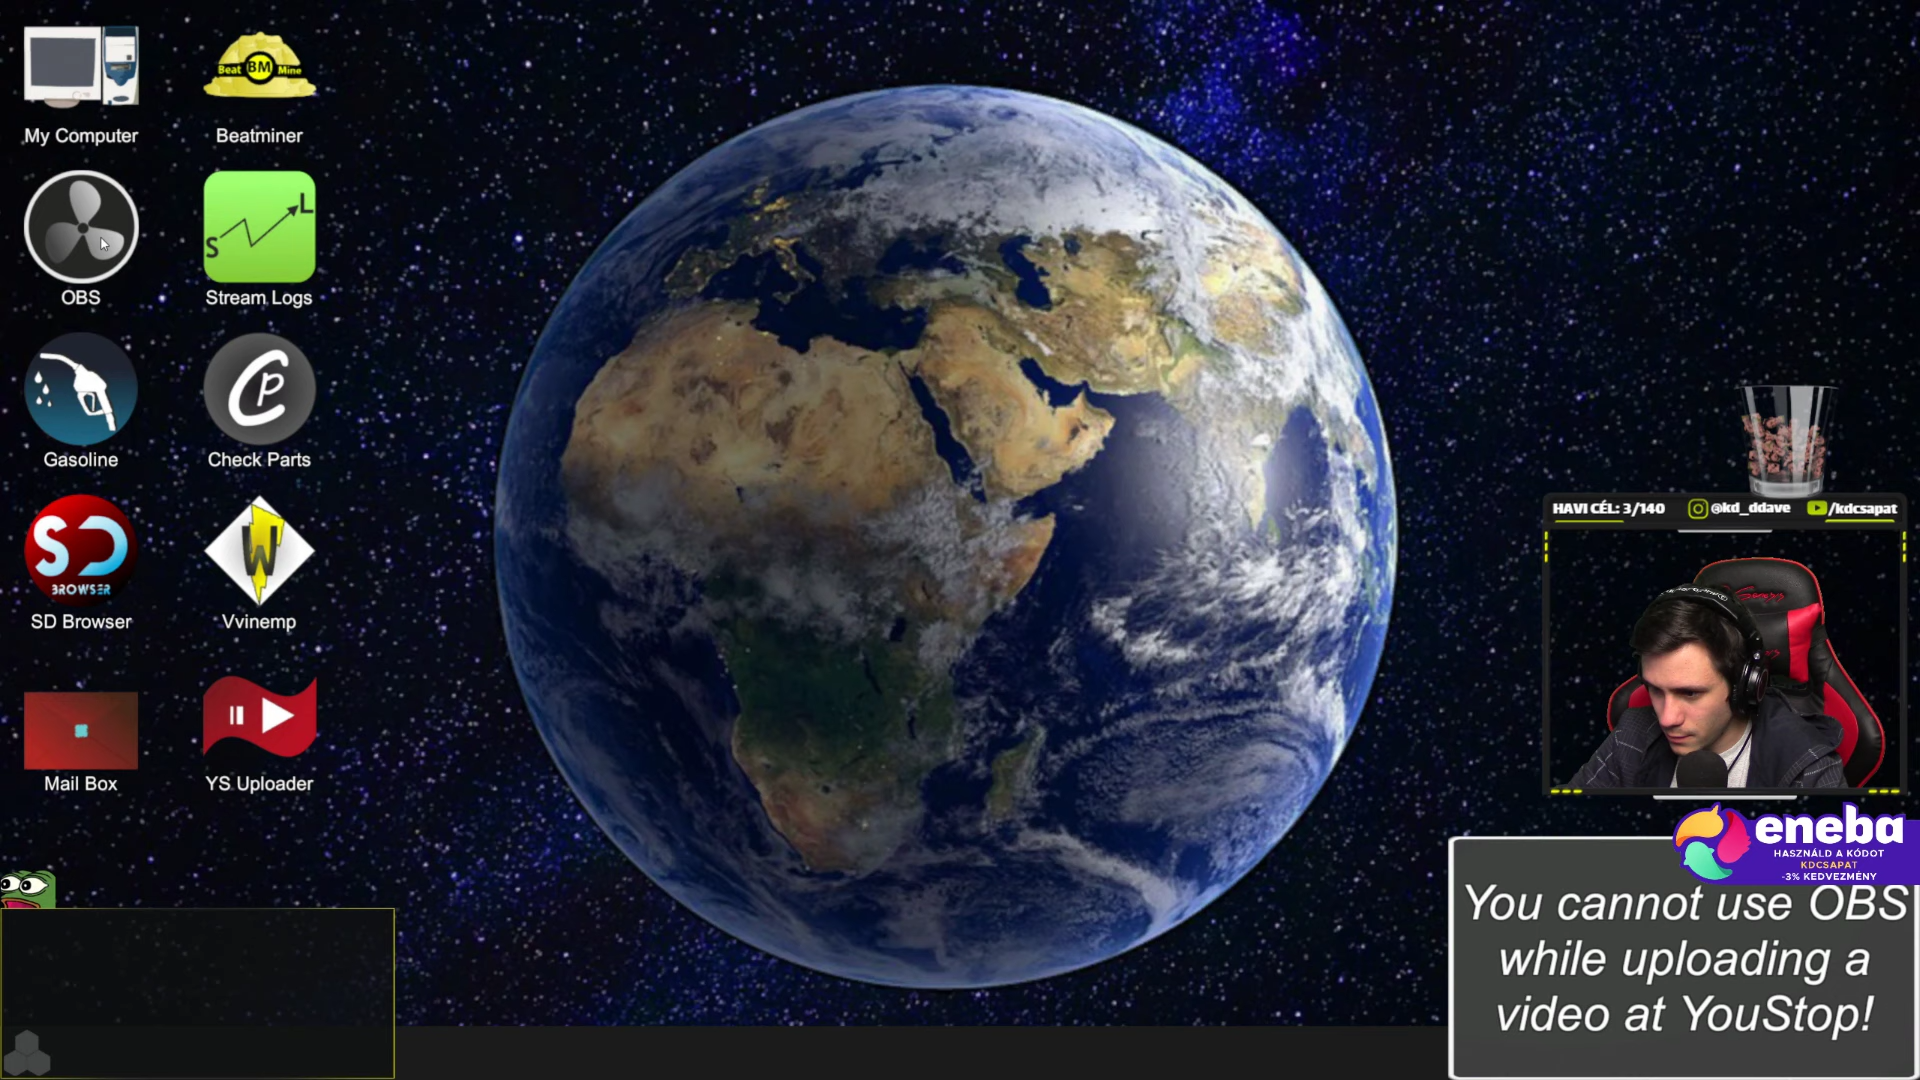 My Computer
Beat BM Mine
Beatminer
OBS
S L
Stream Logs
Gasoline
Cp
Check Parts
SD
BROWSER
SD Browser
W
Vvinemp
Mail Box
YS Uploader
HAVI CÉL: 3/140
@kd_ddave
/kdcsapat
eneba
HASZNÁLD A KÓDOT
KDCSAPAT
-3% KEDVEZMÉNY
You cannot use OBS
while uploading a
video at YouStop!